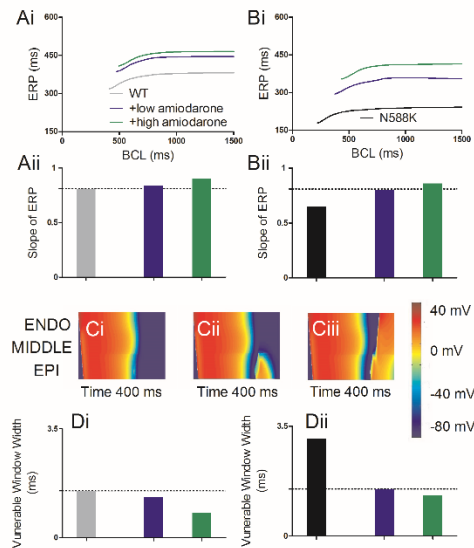 Ai
Bi
600
450
300
150
ERP
(ms)
WT
+low amiodarone
+high amiodarone
0
500
1000
1500
BCL (ms)
600
450
300
150
ERP
(ms)
N588K
0
500
1000
1500
BCL (ms)
Aii
Bii
1
0.5
0
Slope of ERP
1
0.5
0
Slope of ERP
ENDO
MIDDLE
EPI
Ci
Cii
Ciii
Time 400 ms
Time 400 ms
Time 400 ms
40 mV
0 mV
-40 mV
-80 mV
Di
Dii
3.5
0
Vunerable Window Width
(ms)
3.5
0
Vunerable Window Width
(ms)